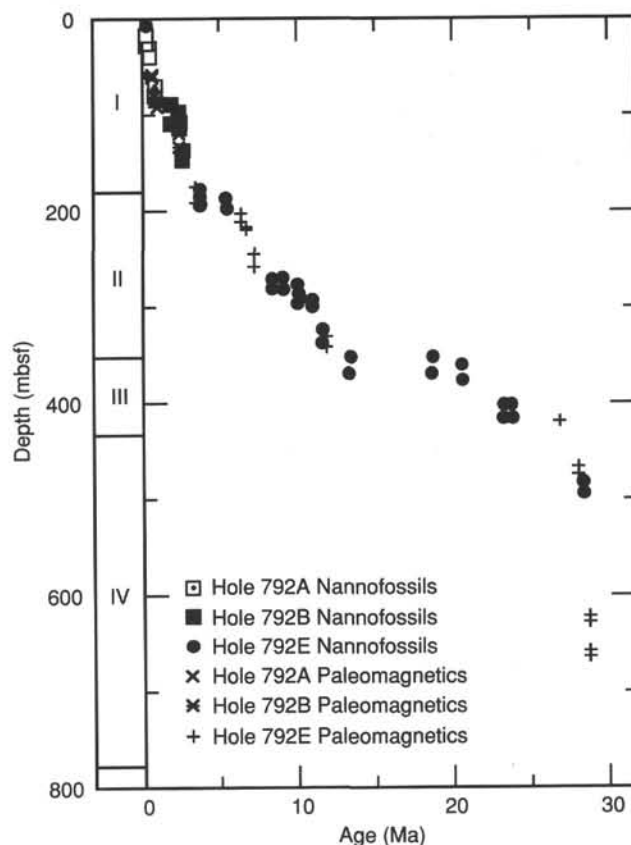 0
200
400
600
800
Depth (mbsf)
I
II
III
IV
Hole 792A Nannofossils
Hole 792B Nannofossils
Hole 792E Nannofossils
Hole 792A Paleomagnetics
Hole 792B Paleomagnetics
Hole 792E Paleomagnetics
0 10 20 30
Age (Ma)